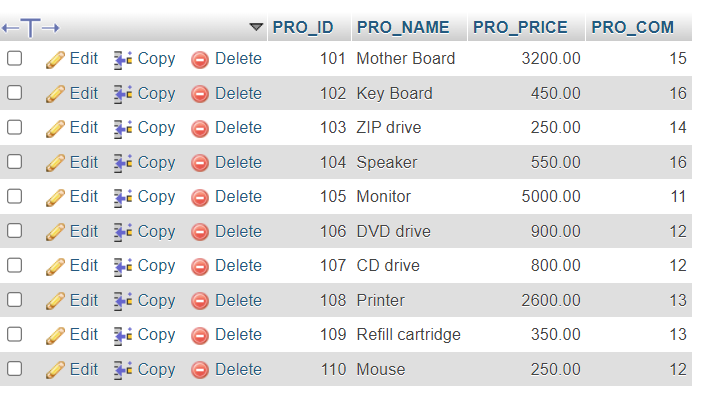 PRO_ID PRO_NAME PRO_PRICE PRO_COM
Edit Copy Delete 101 Mother Board 3200.00 15
Edit Copy Delete 102 Key Board 450.00 16
Edit Copy Delete 103 ZIP drive 250.00 14
Edit Copy Delete 104 Speaker 550.00 16
Edit Copy Delete 105 Monitor 5000.00 11
Edit Copy Delete 106 DVD drive 900.00 12
Edit Copy Delete 107 CD drive 800.00 12
Edit Copy Delete 108 Printer 2600.00 13
Edit Copy Delete 109 Refill cartridge 350.00 13
Edit Copy Delete 110 Mouse 250.00 12